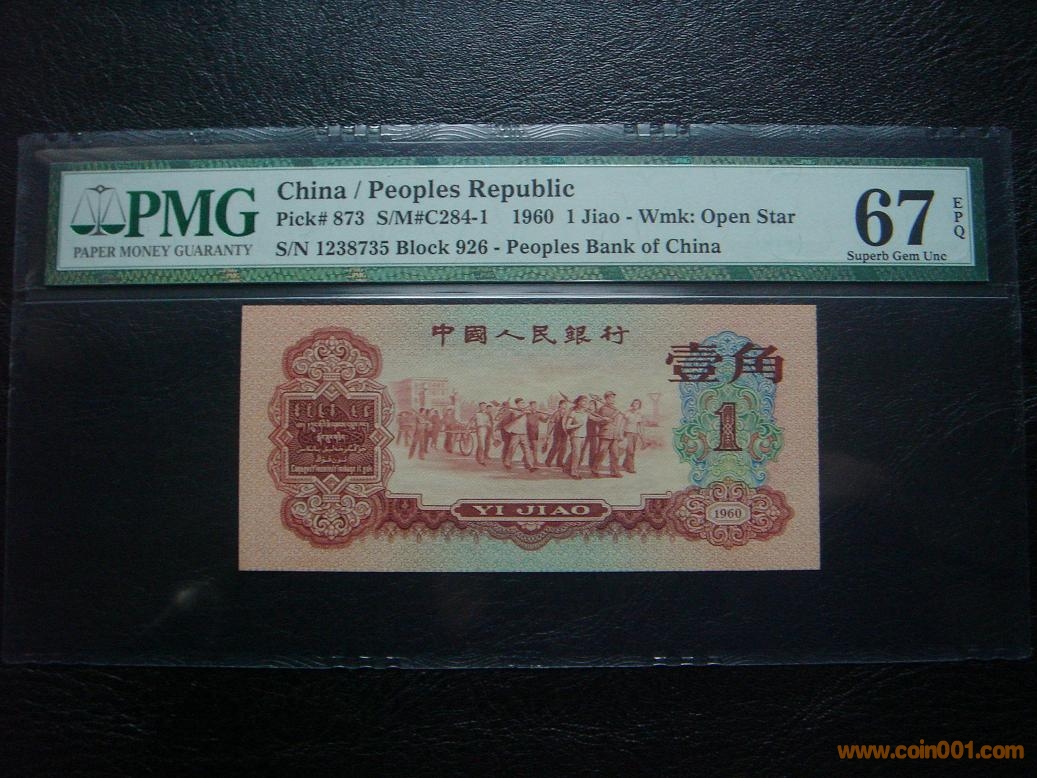 PMG
PAPER MONEY GUARANTY
China / Peoples Republic
Pick# 873 S/M#C284-1 1960 1 Jiao - Wmk: Open Star
S/N 1238735 Block 926 - Peoples Bank of China
67
EPQ
Superb Gem Unc
中國人民銀行
壹角
1
YI JIAO
1960
www.coin001.com